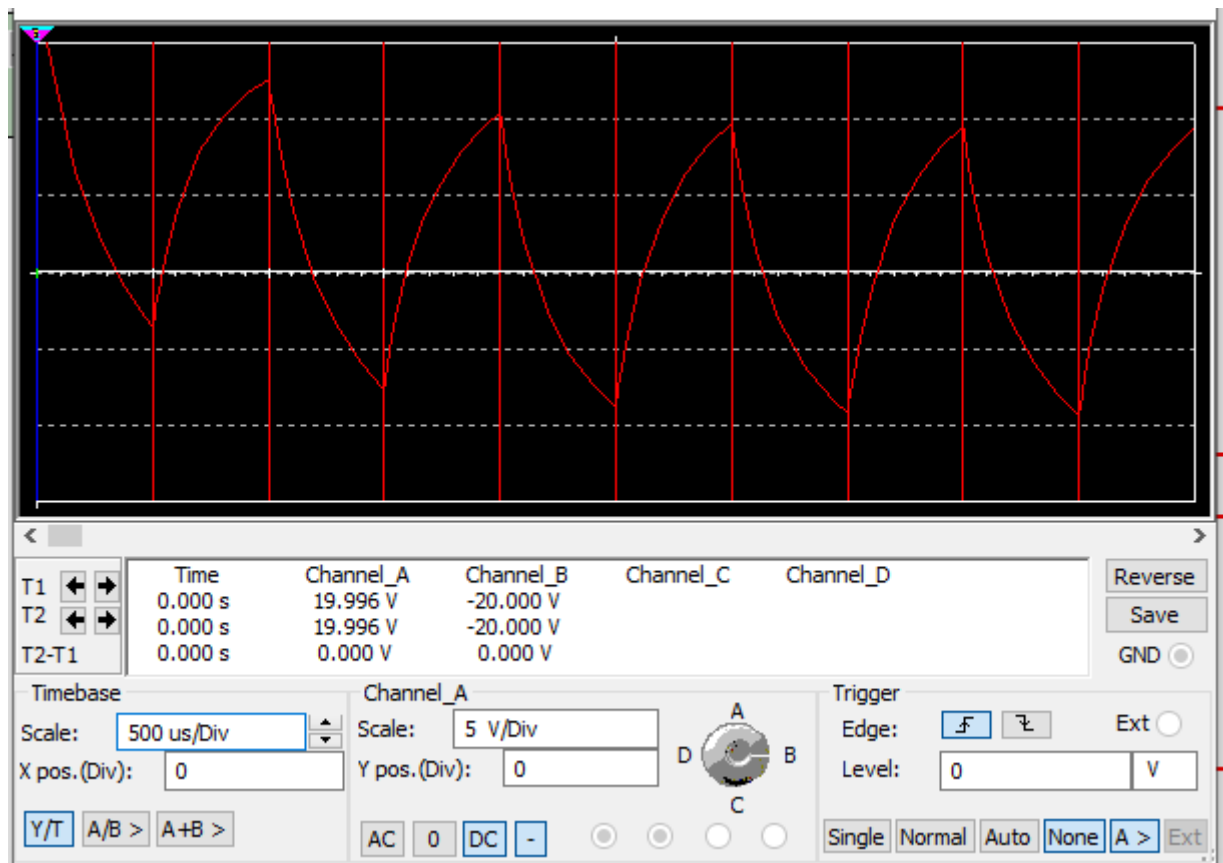 Time Channel_A Channel_B Channel_C Channel_D
T1 0.000 s 19.996 V -20.000 V
T2 0.000 s 19.996 V -20.000 V
T2-T1 0.000 s 0.000 V 0.000 V
Reverse
Save
GND
Timebase
Scale: 500 us/Div
X pos.(Div): 0
Y/T A/B > A+B >
Channel_A
Scale: 5 V/Div
Y pos.(Div): 0
AC 0 DC -
A
D B
C
Trigger
Edge: Ext
Level: 0 V
Single Normal Auto None A > Ext